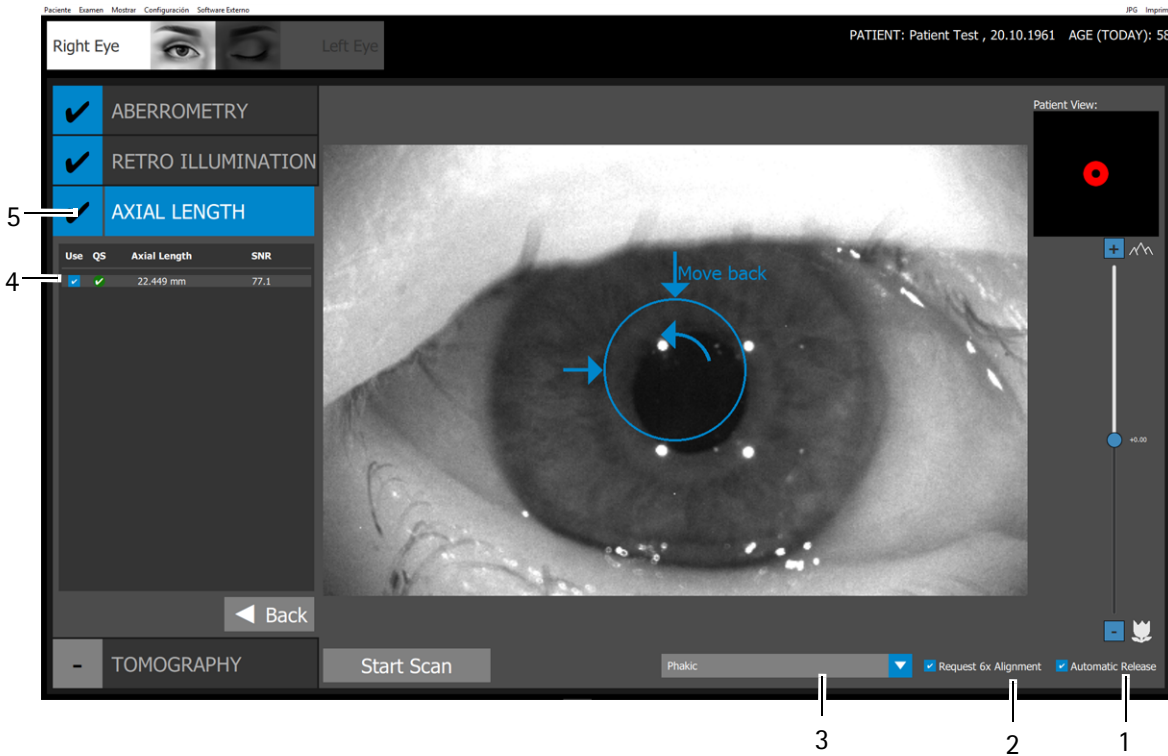 Paciente Examen Mostrar Configuración Software Externo JPG Imprim
Right Eye Left Eye PATIENT: Patient Test , 20.10.1961 AGE (TODAY): 58
✔ ABERROMETRY
Patient View:
✔ RETRO ILLUMINATION
5 ✔ AXIAL LENGTH
+
Use QS Axial Length SNR
Move back
4 ✔ ✔ 22.449 mm 77.1
+0.00
◀ Back
-
- TOMOGRAPHY
Start Scan
Phakic
✔ Request 6x Alignment
✔ Automatic Release
3
2
1